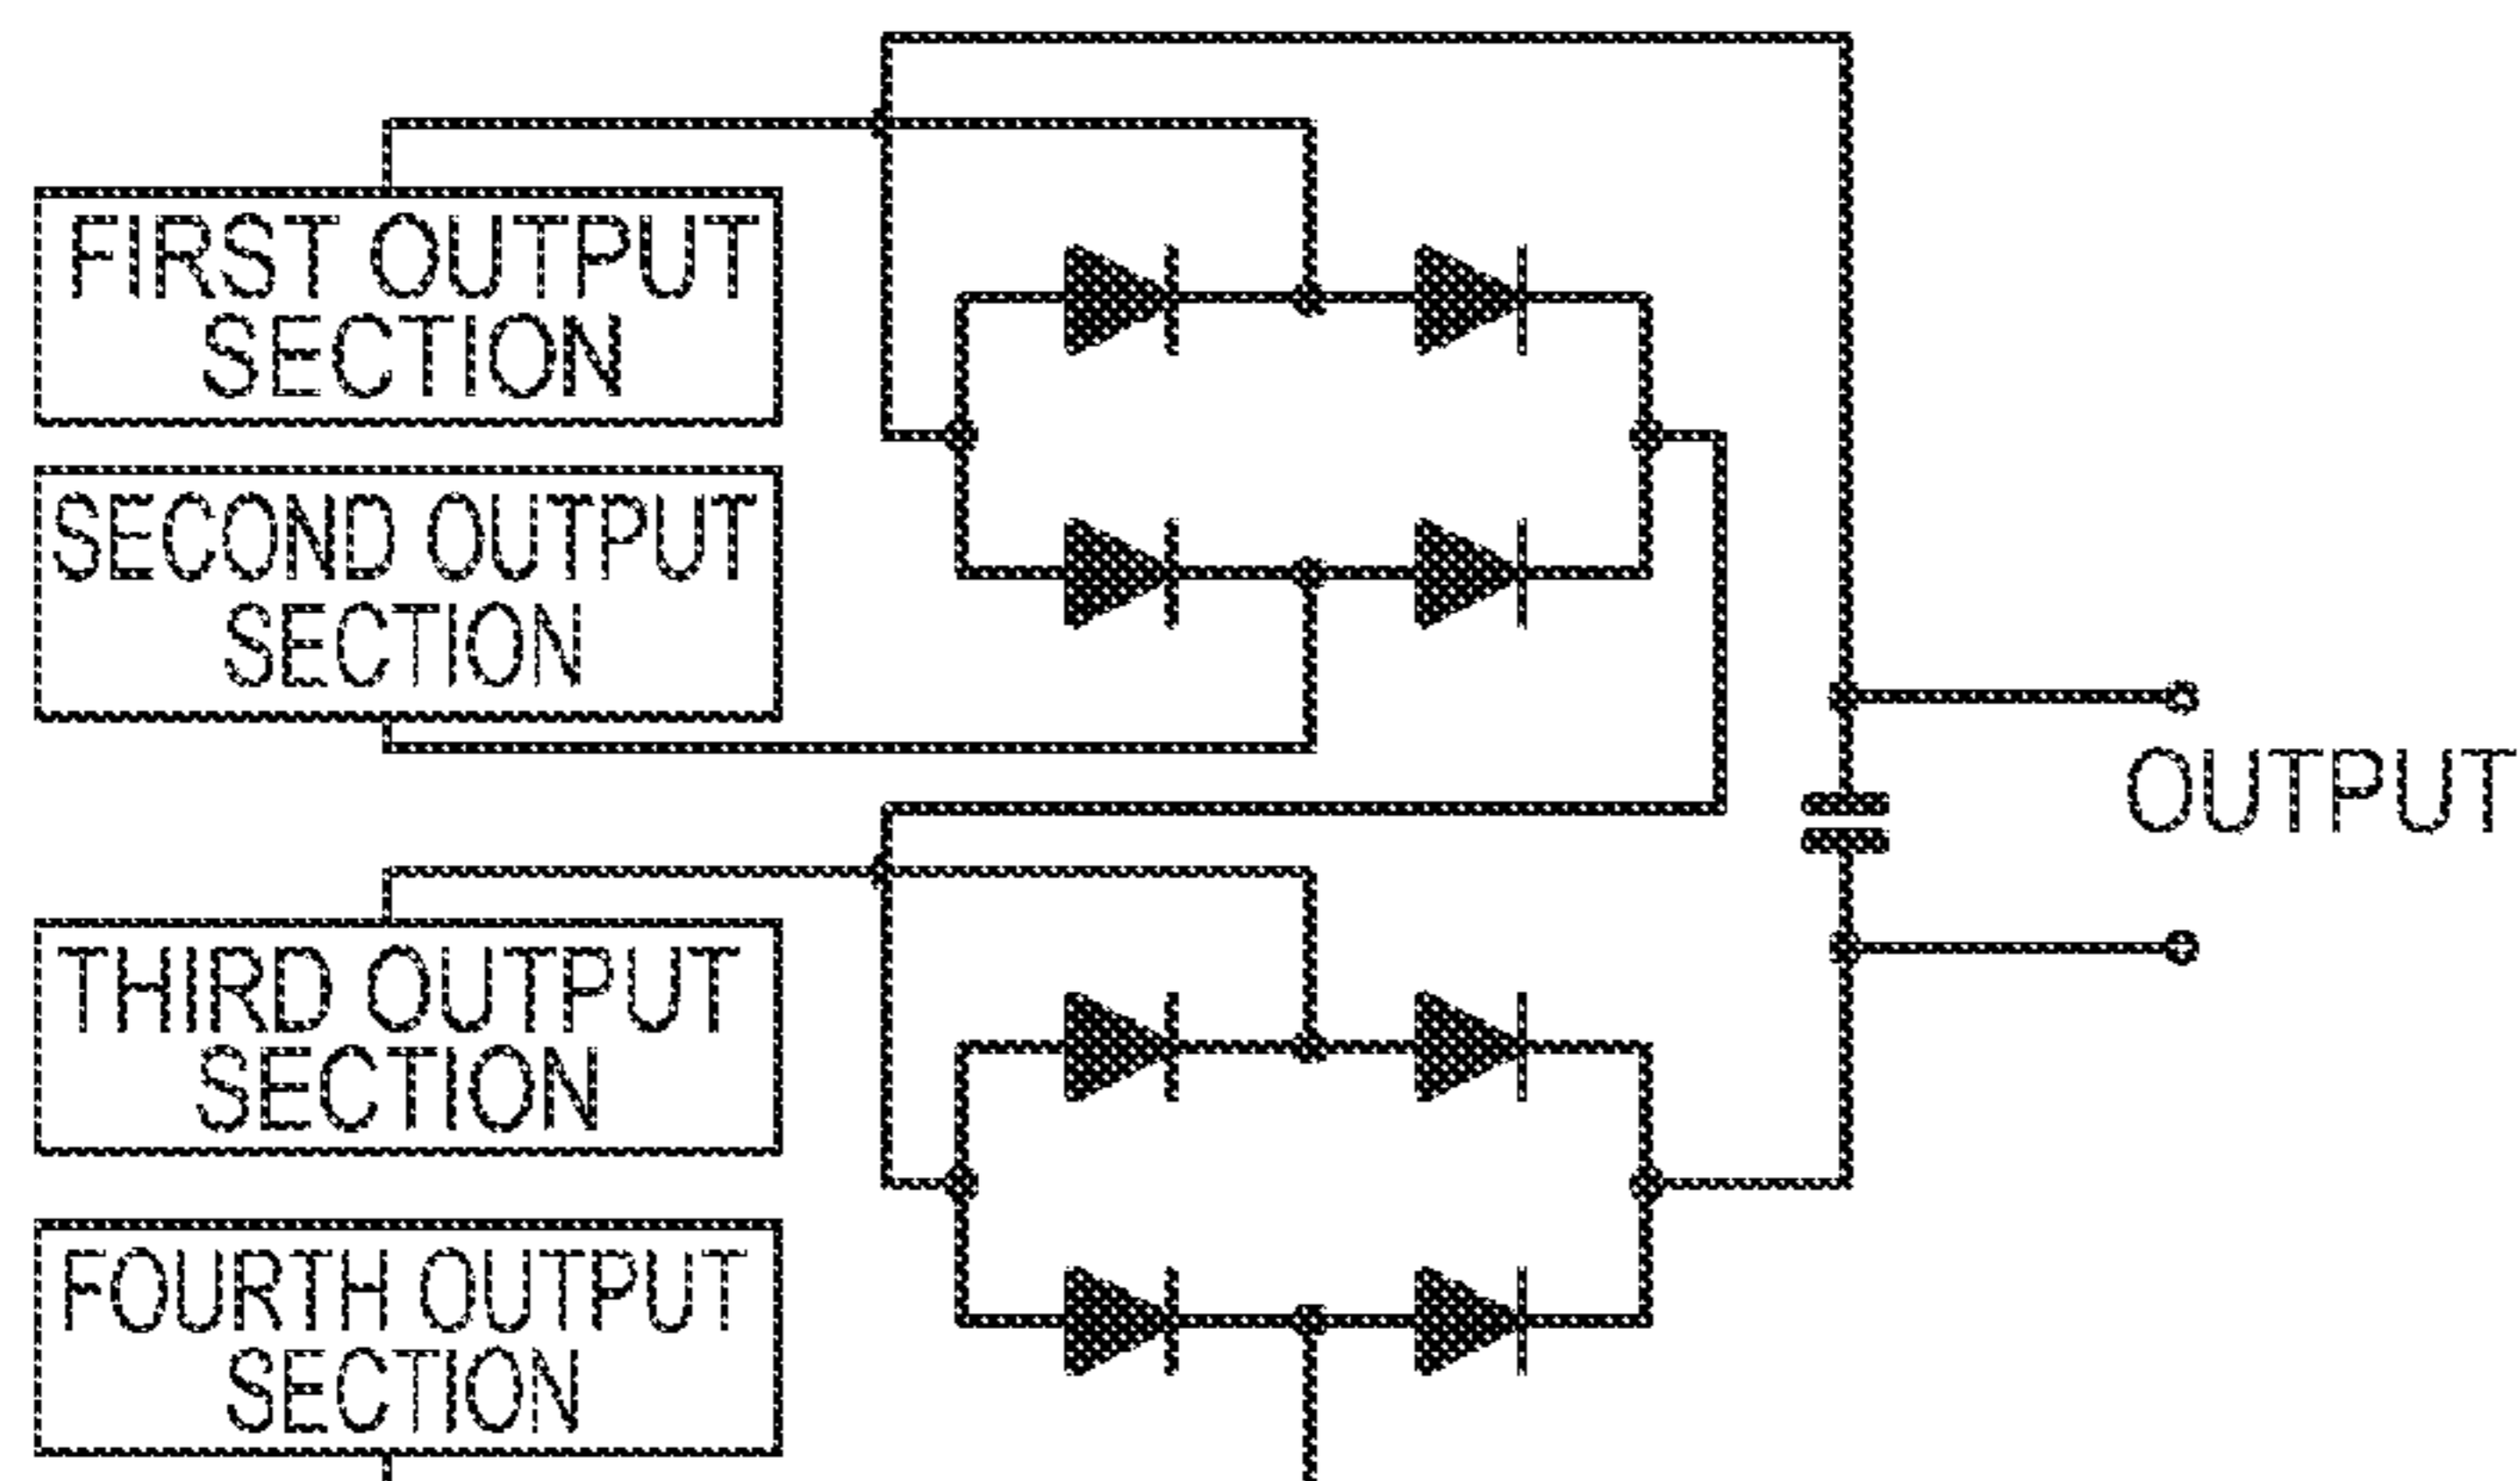 FIRST OUTPUT
SECTION
SECOND OUTPUT
SECTION
OUTPUT
THIRD OUTPUT
SECTION
FOURTH OUTPUT
SECTION